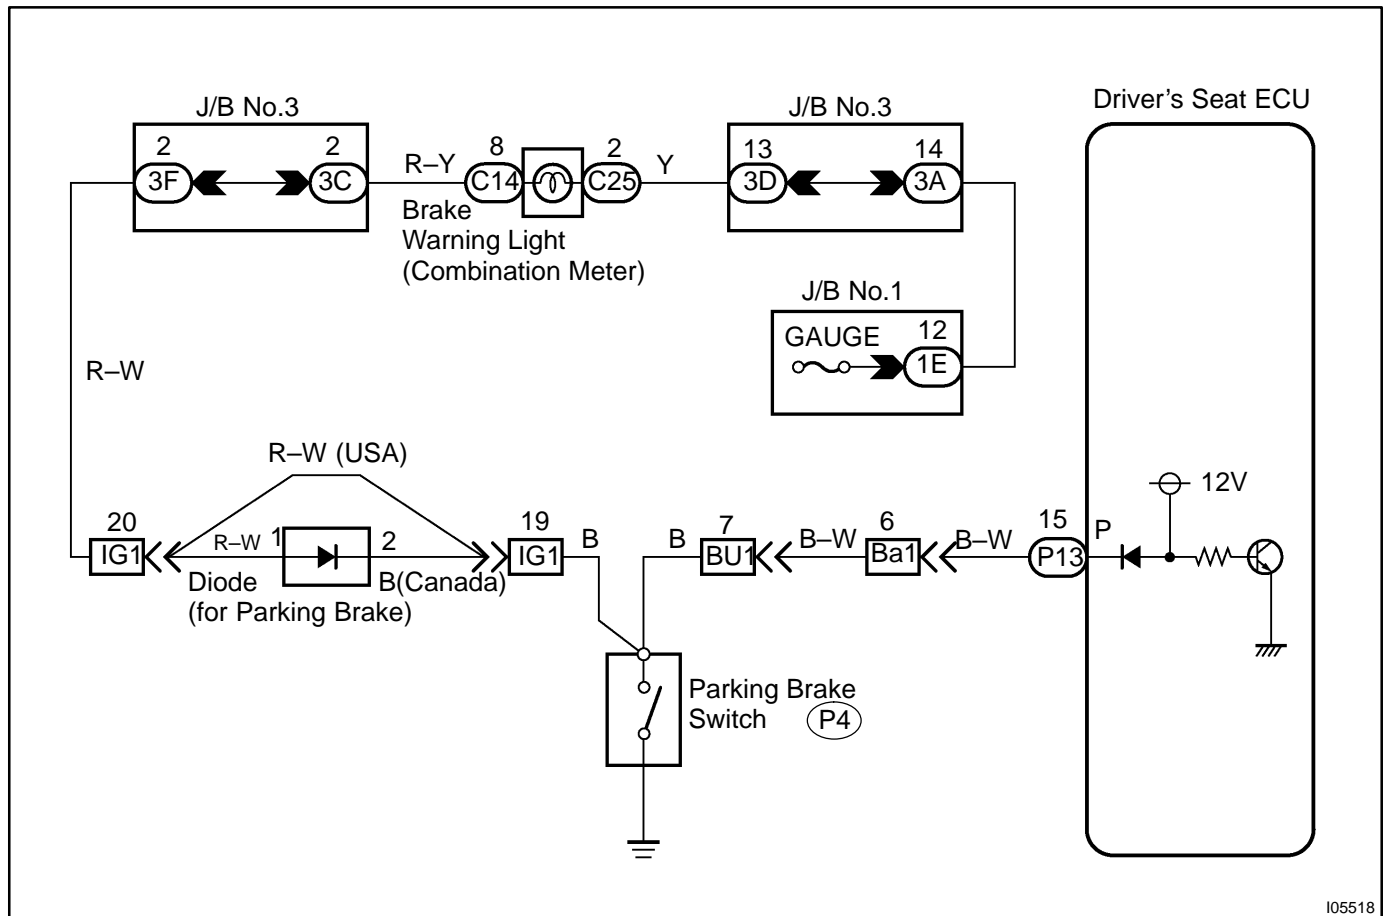 J/B No.3
J/B No.3
Driver's Seat ECU
2
2
8
2
13
14
3F
3C
R–Y
C14
C25
Y
3D
3A
Brake
Warning Light
(Combination Meter)
J/B No.1
GAUGE
12
1E
R–W
R–W (USA)
12V
20
IG1
R–W
1
2
19
IG1
B
B
7
BU1
B–W
6
Ba1
B–W
15
P13
P
Diode
(for Parking Brake)
B(Canada)
Parking Brake
Switch
P4
I05518